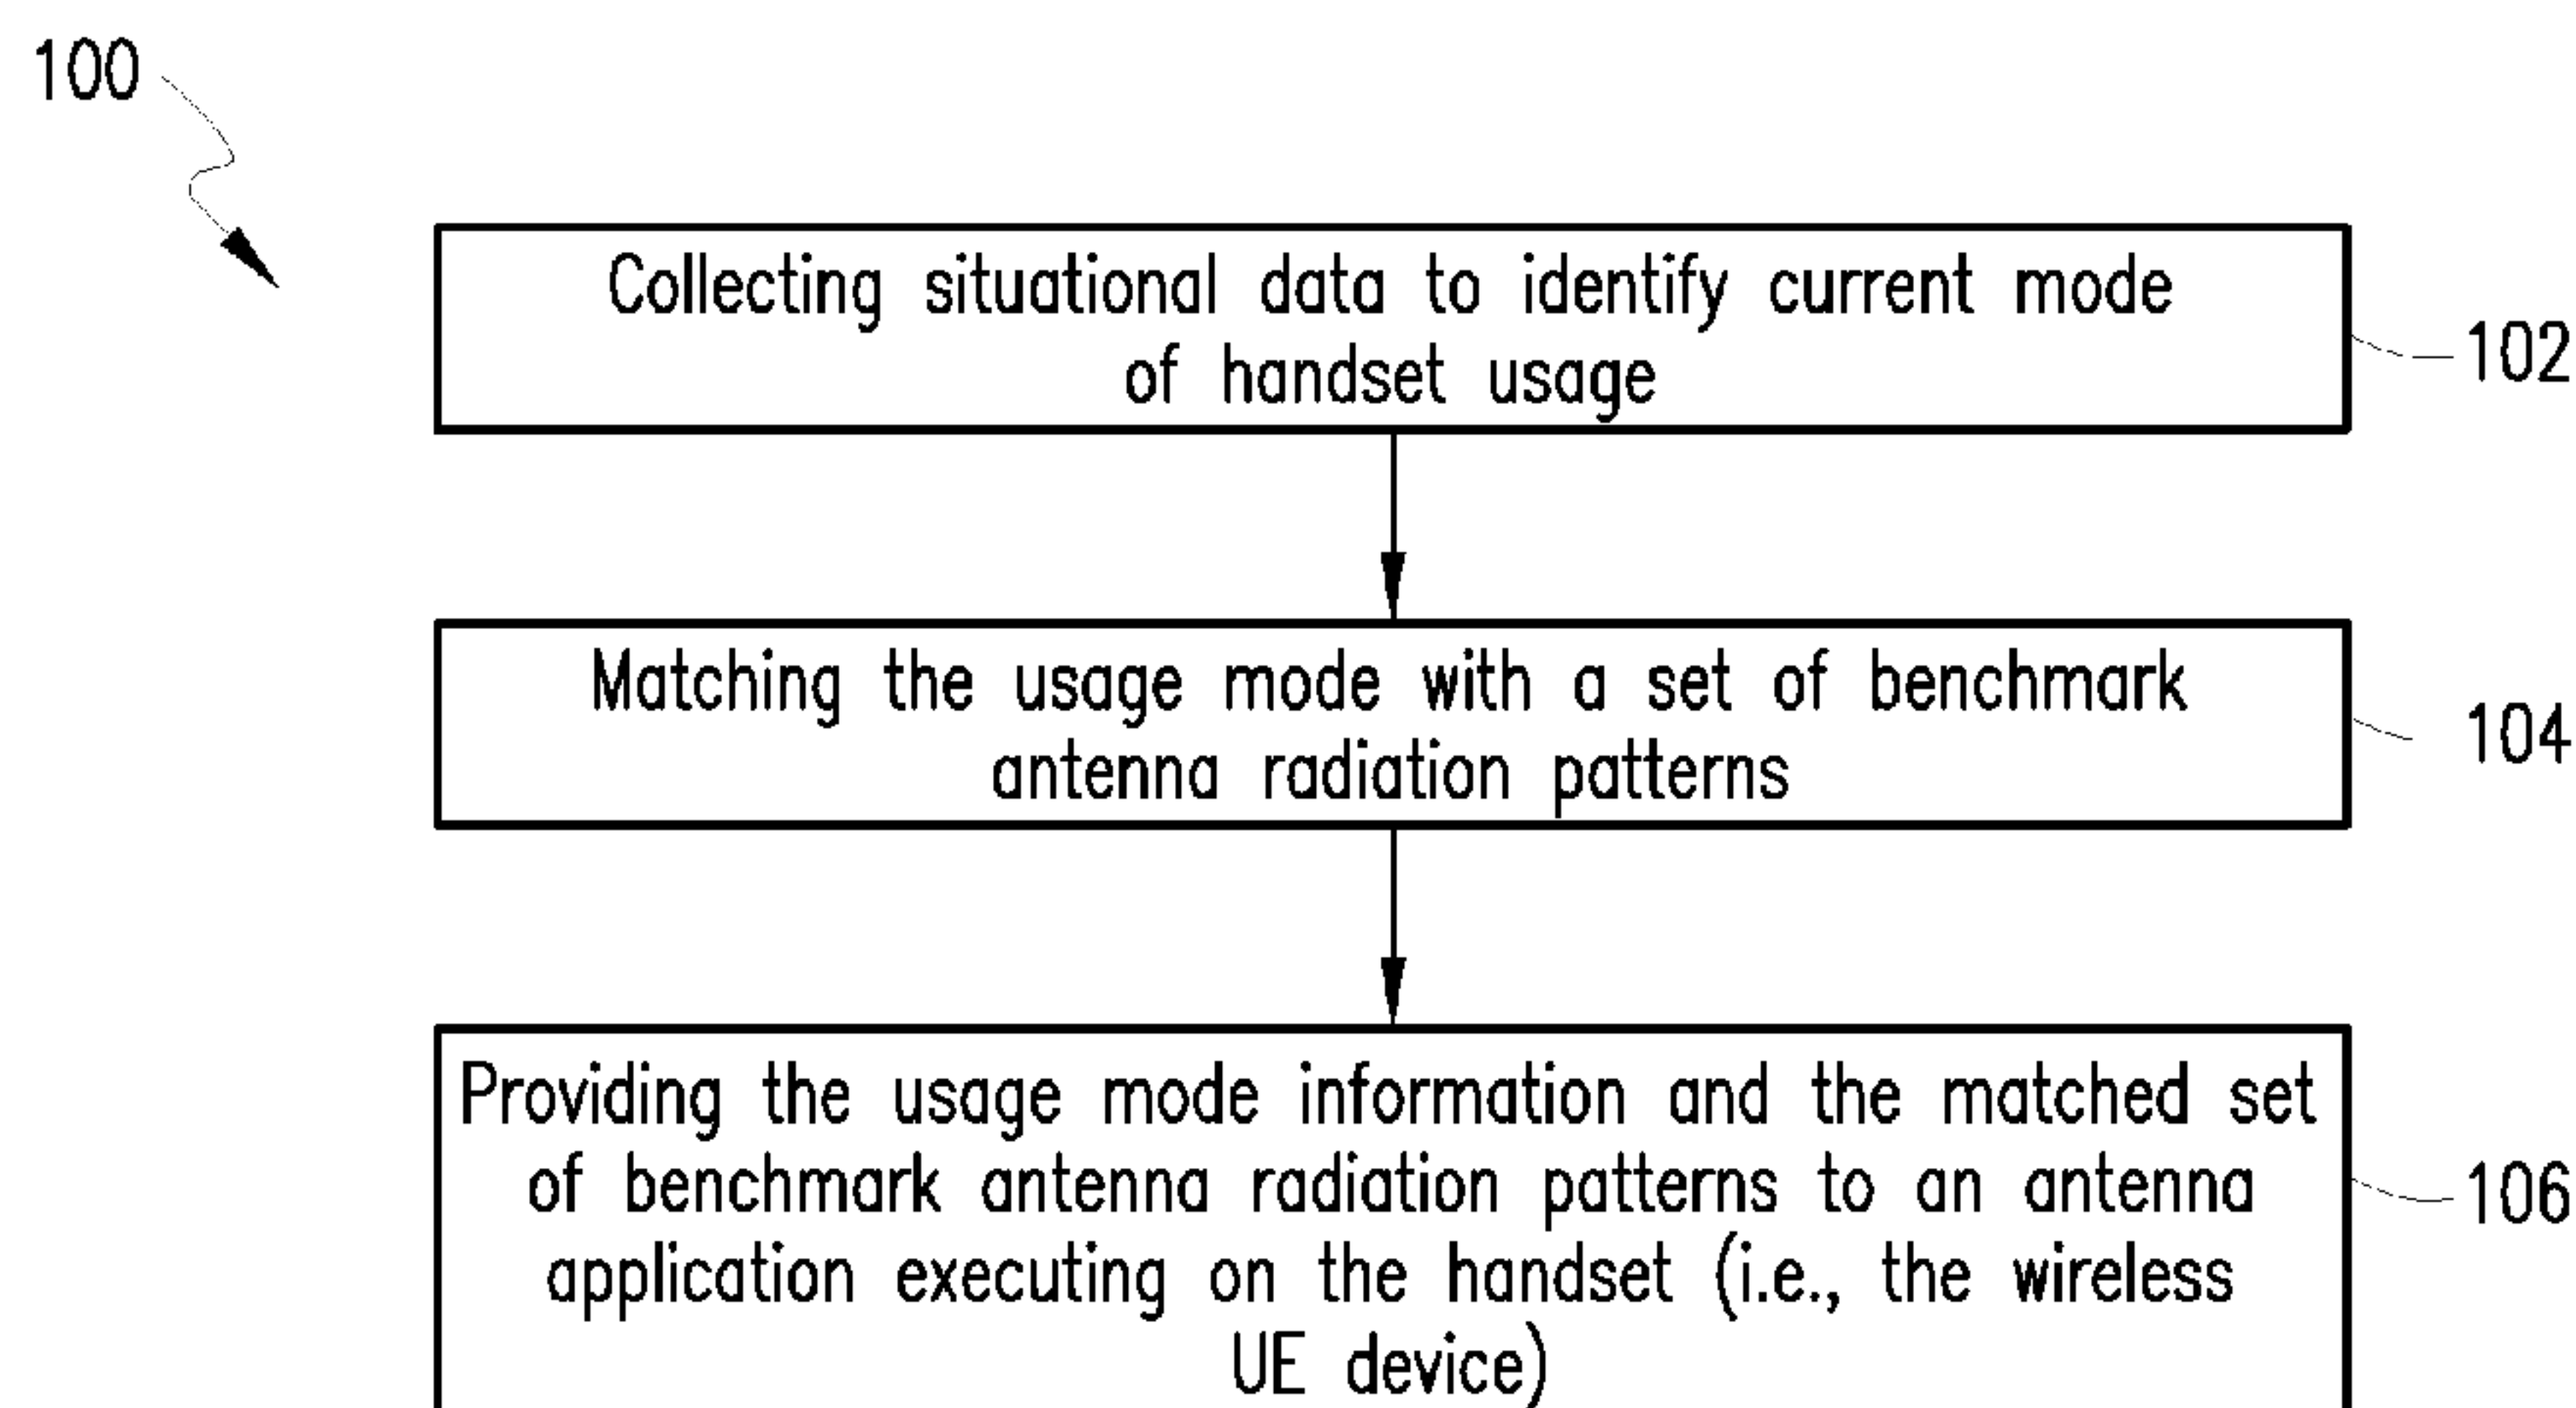 100
Collecting situational data to identify current mode
of handset usage
102
Matching the usage mode with a set of benchmark
antenna radiation patterns
104
Providing the usage mode information and the matched set
of benchmark antenna radiation patterns to an antenna
application executing on the handset (i.e., the wireless
UE device)
106